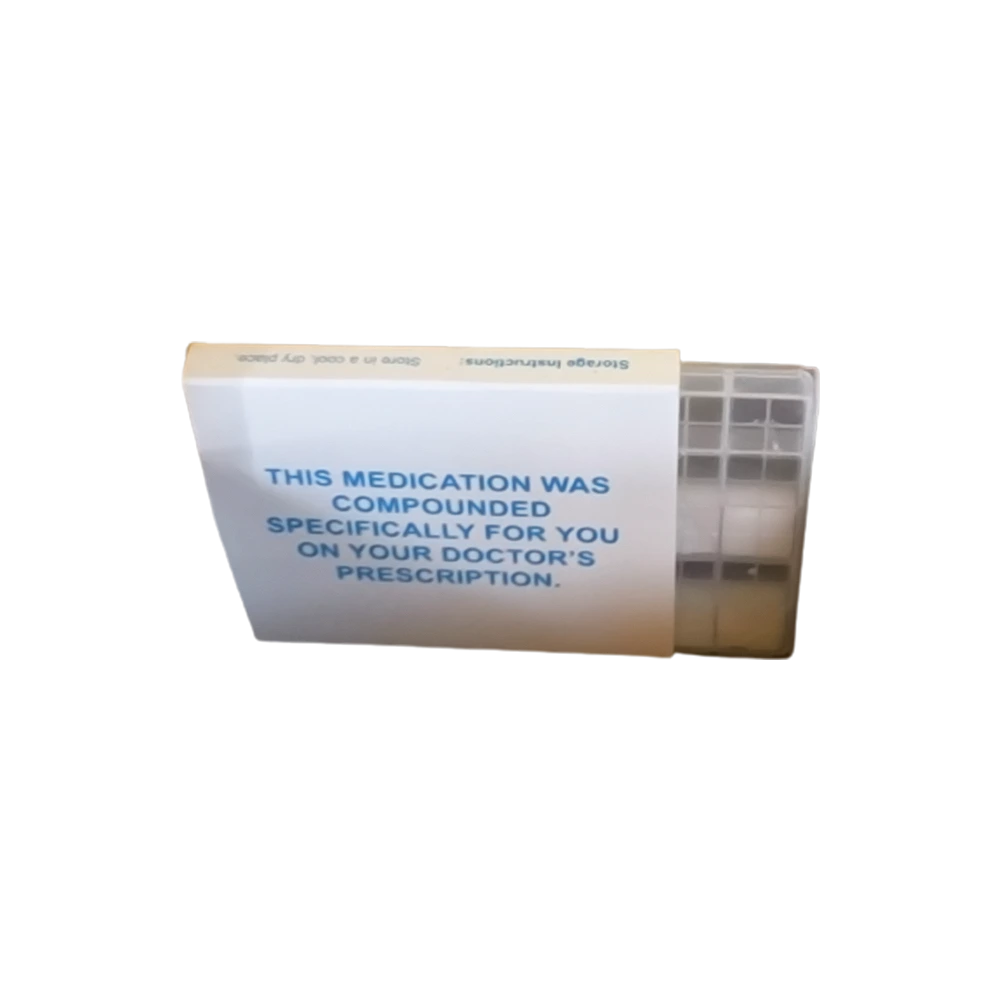 Storage Instructions: Store in a cool, dry place.
THIS MEDICATION WAS
COMPOUNDED
SPECIFICALLY FOR YOU
ON YOUR DOCTOR'S
PRESCRIPTION.